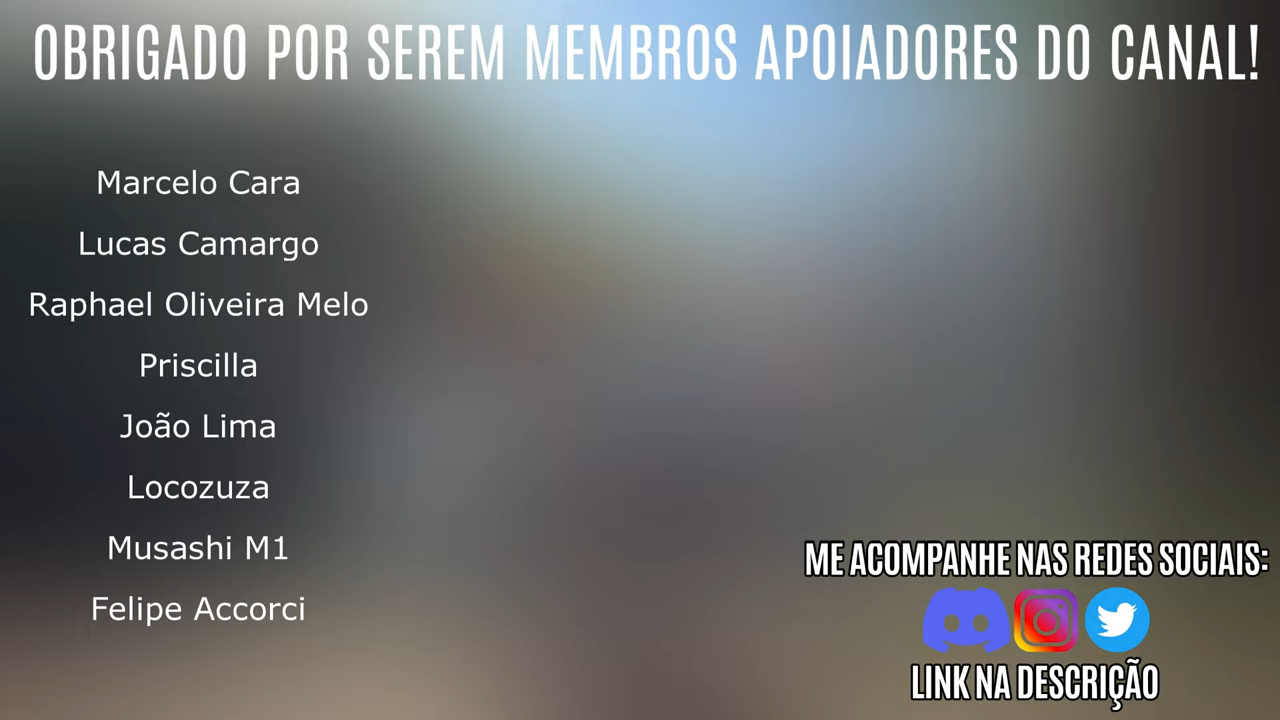 OBRIGADO POR SEREM MEMBROS APOIADORES DO CANAL!
Marcelo Cara
Lucas Camargo
Raphael Oliveira Melo
Priscilla
João Lima
Locozuza
Musashi M1
Felipe Accorci
ME ACOMPANHE NAS REDES SOCIAIS:
LINK NA DESCRIÇÃO